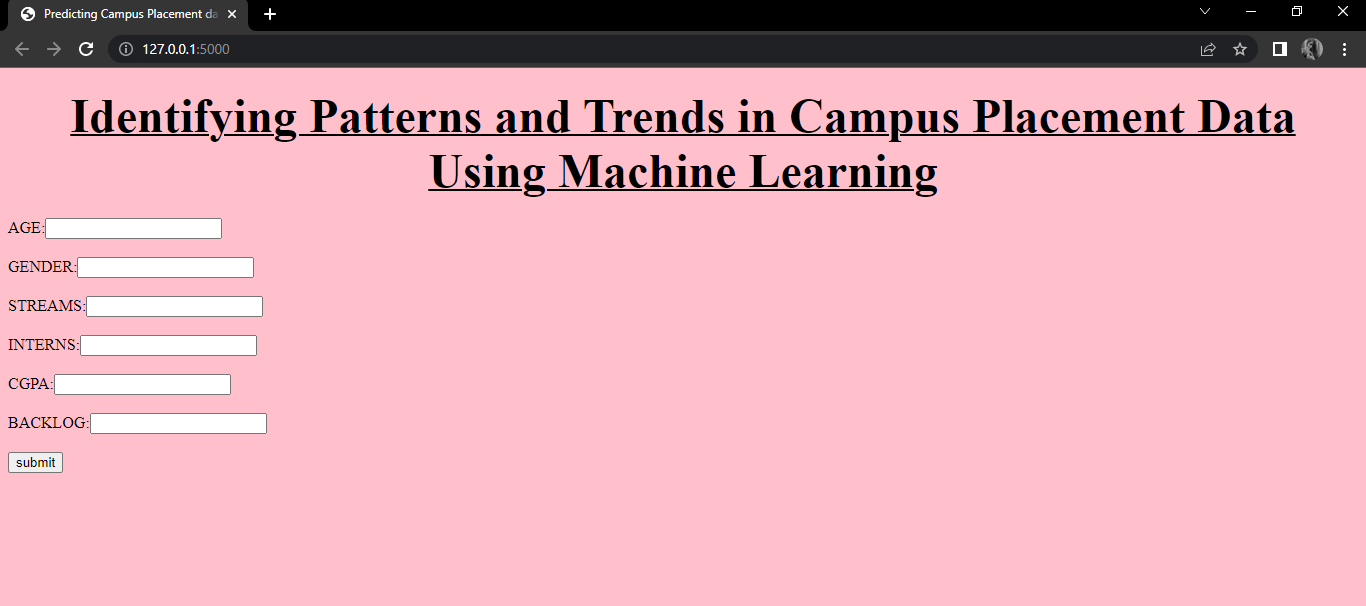 Predicting Campus Placement da
127.0.0.1:5000
Identifying Patterns and Trends in Campus Placement Data
Using Machine Learning
AGE:
GENDER:
STREAMS:
INTERNS:
CGPA:
BACKLOG:
submit